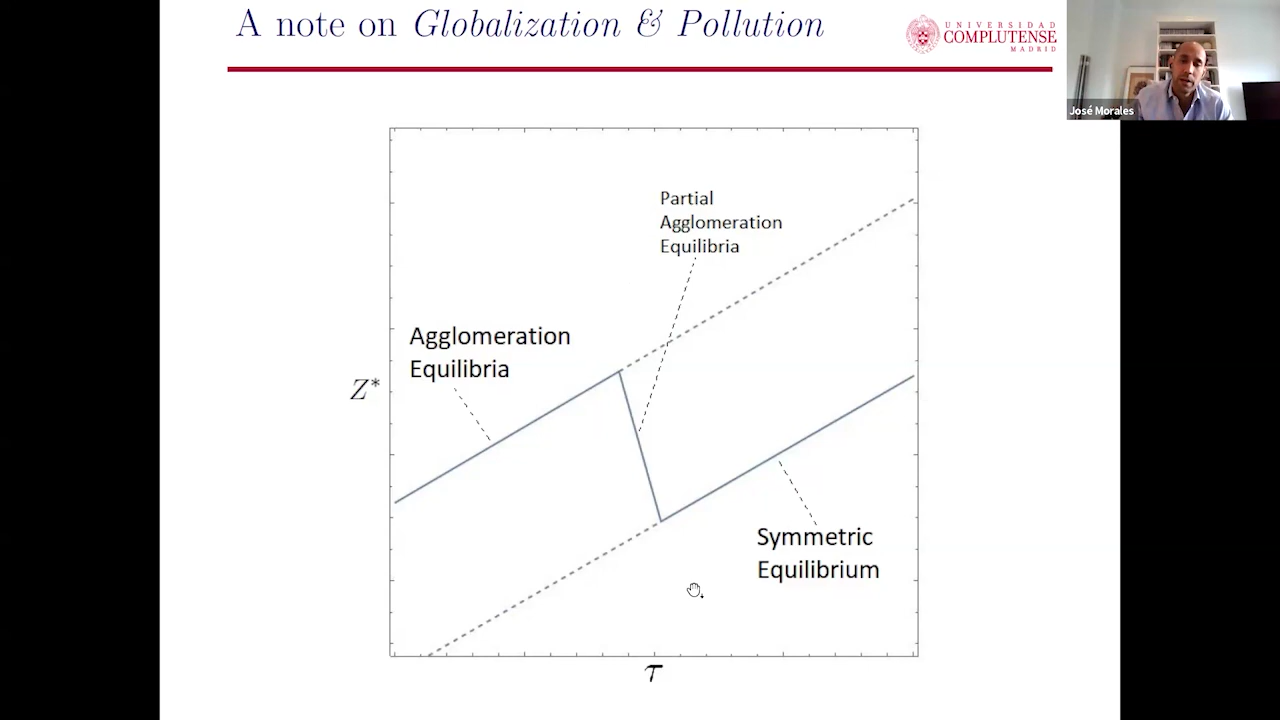 A note on Globalization & Pollution
UNIVERSIDAD
COMPLUTENSE
MADRID
José Morales
Partial
Agglomeration
Equilibria
Agglomeration
Equilibria
Z*
Symmetric
Equilibrium
τ